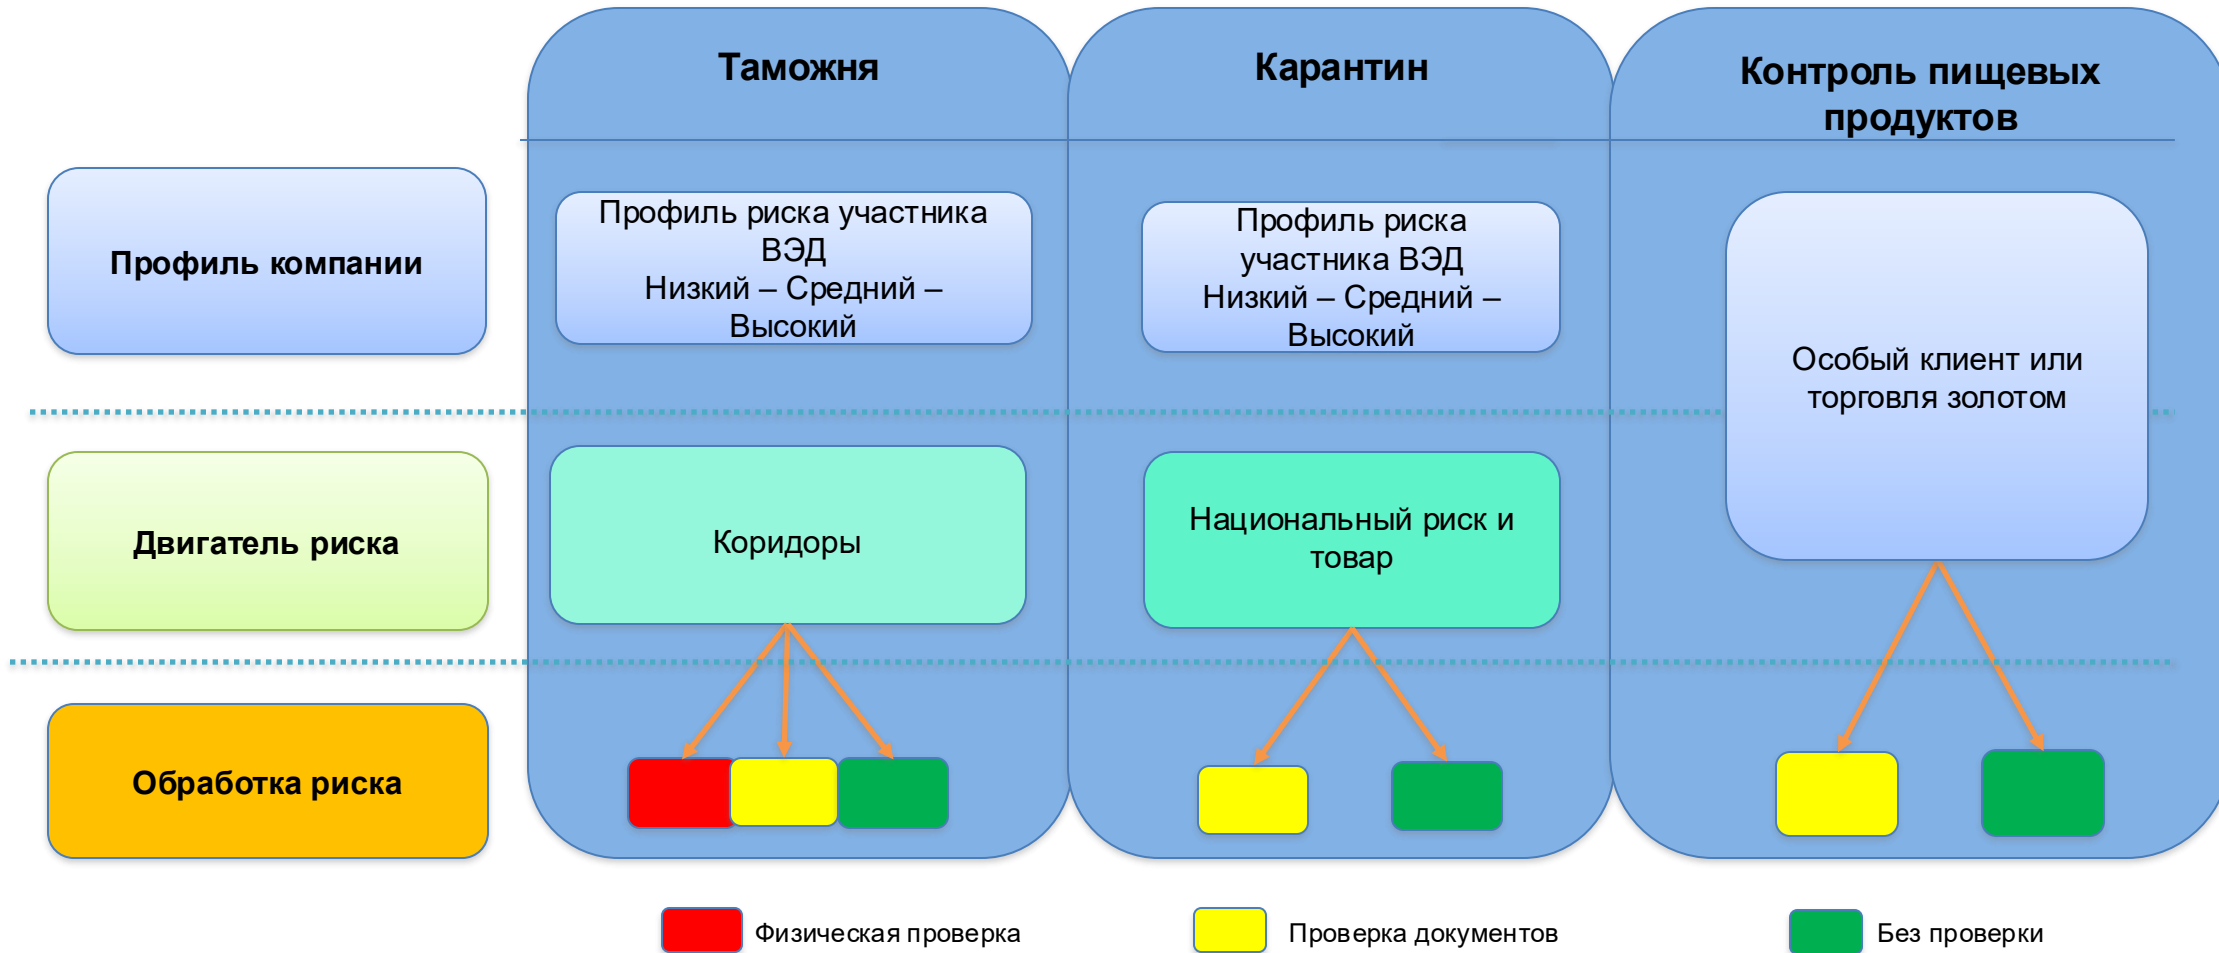 Таможня
Карантин
Контроль пищевых
продуктов
Профиль компании
Профиль риска участника
ВЭД
Низкий – Средний –
Высокий
Профиль риска
участника ВЭД
Низкий – Средний –
Высокий
Особый клиент или
торговля золотом
Двигатель риска
Коридоры
Национальный риск и
товар
Обработка риска
Физическая проверка
Проверка документов
Без проверки